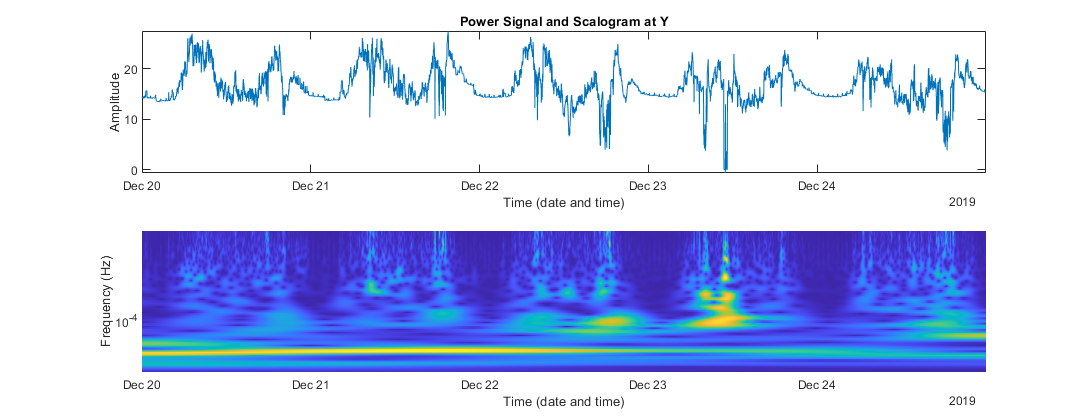 Power Signal and Scalogram at Y
Amplitude
20
10
0
Dec 20 Dec 21 Dec 22 Dec 23 Dec 24
Time (date and time)
2019
Frequency (Hz)
10-4
Dec 20 Dec 21 Dec 22 Dec 23 Dec 24
Time (date and time)
2019